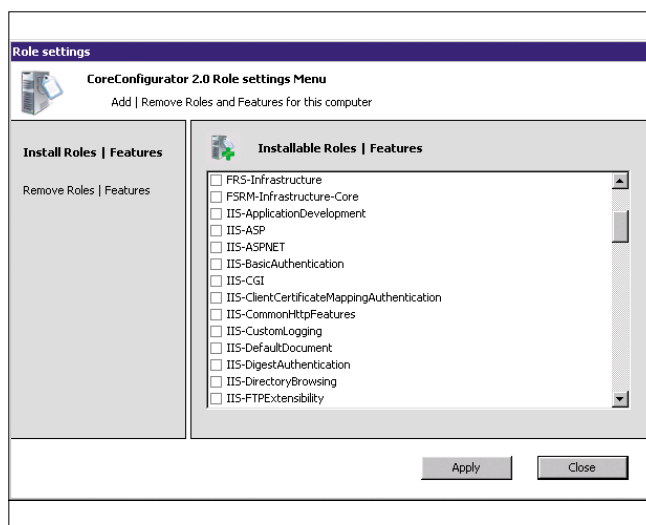 Role settings
CoreConfigurator 2.0 Role settings Menu
Add | Remove Roles and Features for this computer
Install Roles | Features
Remove Roles | Features
Installable Roles | Features
FRS-Infrastructure
FSRM-Infrastructure-Core
IIS-ApplicationDevelopment
IIS-ASP
IIS-ASPNET
IIS-BasicAuthentication
IIS-CGI
IIS-ClientCertificateMappingAuthentication
IIS-CommonHttpFeatures
IIS-CustomLogging
IIS-DefaultDocument
IIS-DigestAuthentication
IIS-DirectoryBrowsing
IIS-FTPExtensibility
Apply
Close